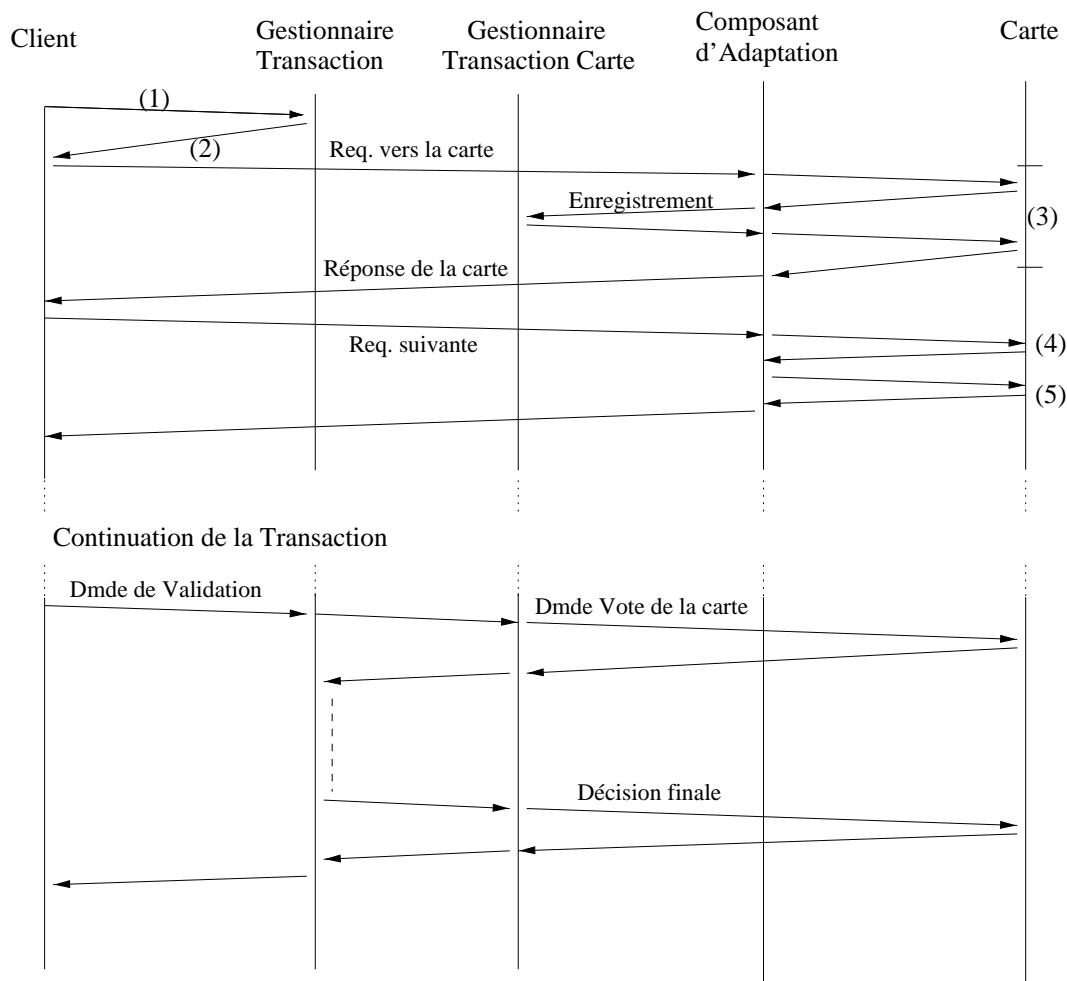 Client
Gestionnaire
Transaction
Gestionnaire
Transaction Carte
Composant
d'Adaptation
Carte
(1)
(2)
Req. vers la carte
Enregistrement
(3)
Réponse de la carte
Req. suivante
(4)
(5)
Continuation de la Transaction
Dmde de Validation
Dmde Vote de la carte
Décision finale